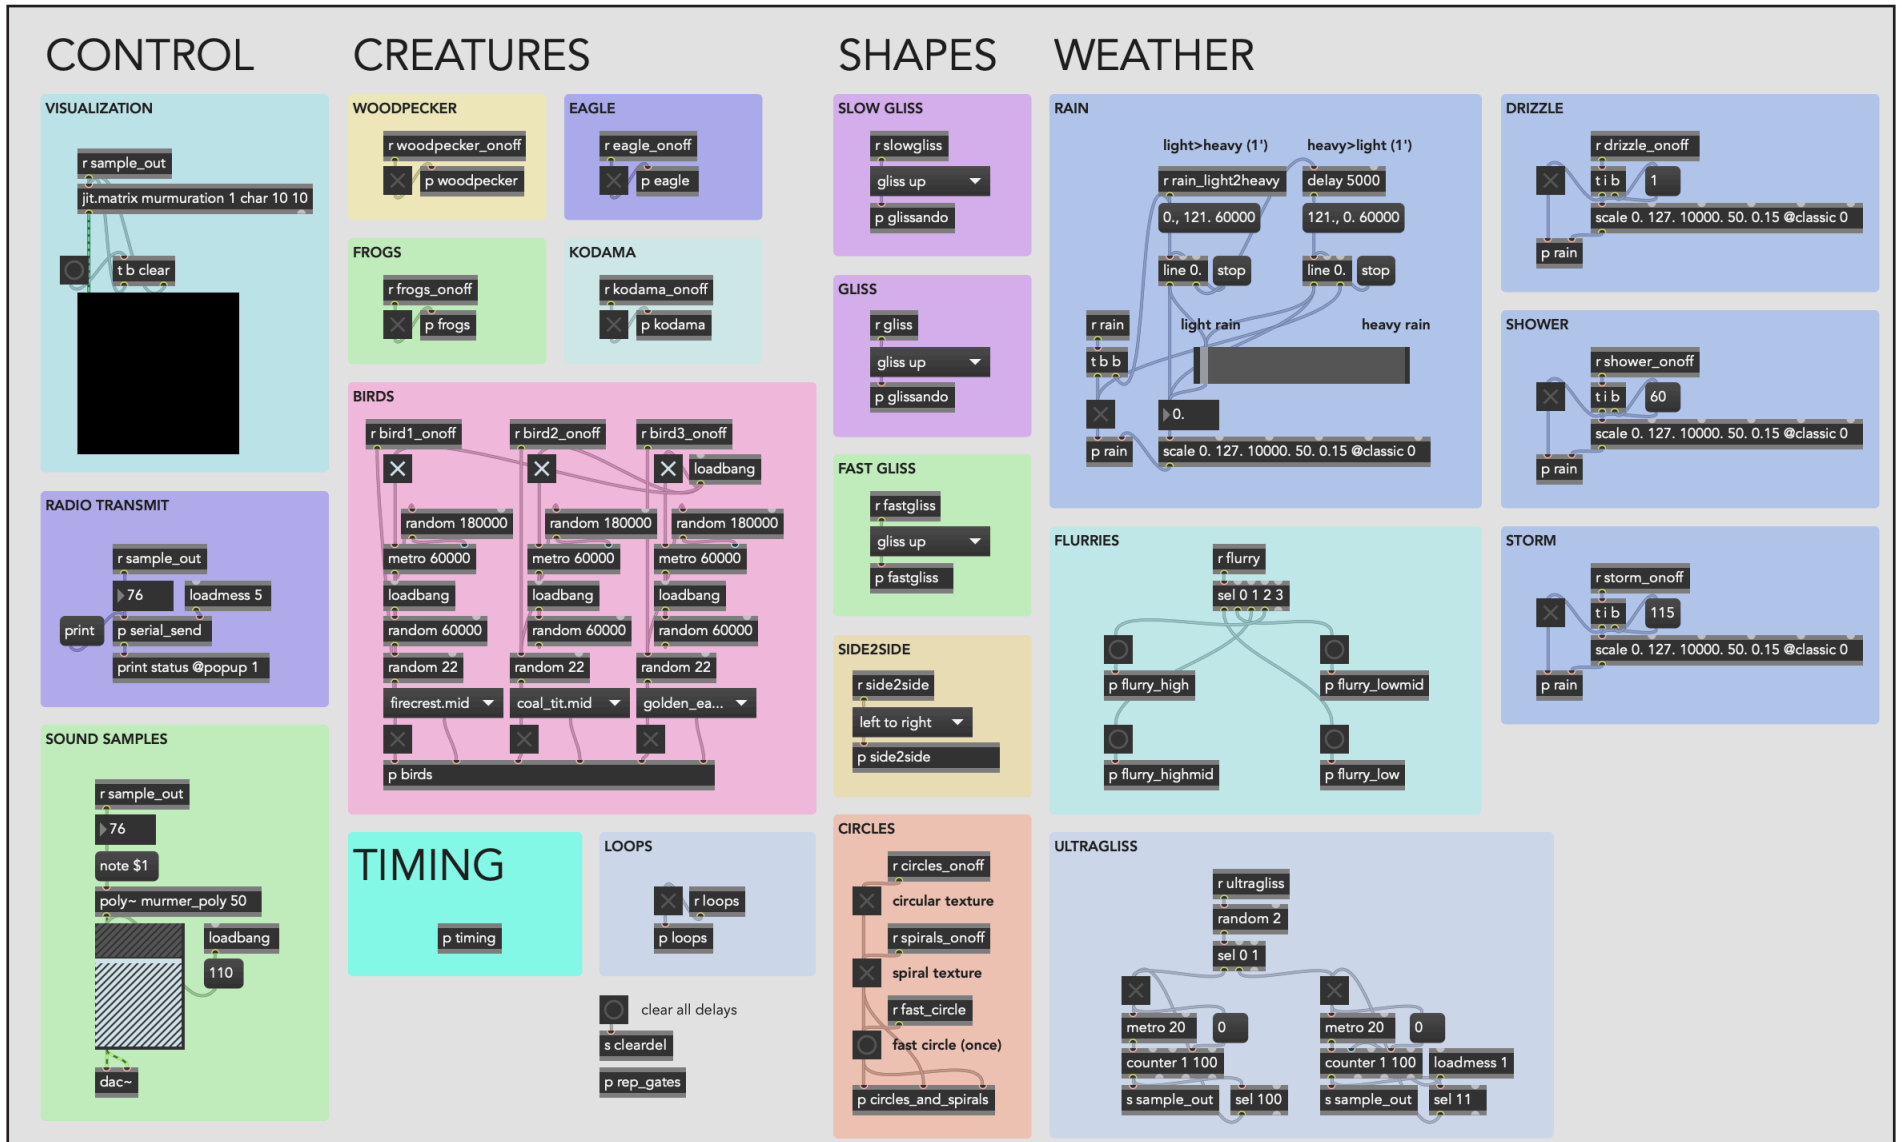 CONTROL
VISUALIZATION
r sample_out
jit.matrix murmuration 1 char 10 10
t b clear
RADIO TRANSMIT
r sample_out
76
loadmess 5
print
p serial_send
print status @popup 1
SOUND SAMPLES
r sample_out
76
note $1
poly~ murmer_poly 50
loadbang
110
dac~
CREATURES
WOODPECKER
r woodpecker_onoff
p woodpecker
EAGLE
r eagle_onoff
p eagle
FROGS
r frogs_onoff
p frogs
KODAMA
r kodama_onoff
p kodama
BIRDS
r bird1_onoff
r bird2_onoff
r bird3_onoff
loadbang
random 180000
random 180000
random 180000
metro 60000
metro 60000
metro 60000
loadbang
loadbang
loadbang
random 60000
random 60000
random 60000
random 22
random 22
random 22
firecrest.mid
coal_tit.mid
golden_ea...
p birds
TIMING
p timing
LOOPS
r loops
p loops
clear all delays
s cleardel
p rep_gates
SHAPES
SLOW GLISS
r slowgliss
gliss up
p glissando
GLISS
r gliss
gliss up
p glissando
FAST GLISS
r fastgliss
gliss up
p fastgliss
SIDE2SIDE
r side2side
left to right
p side2side
CIRCLES
r circles_onoff
circular texture
r spirals_onoff
spiral texture
r fast_circle
fast circle (once)
p circles_and_spirals
WEATHER
RAIN
light>heavy (1')
heavy>light (1')
r rain_light2heavy
delay 5000
0., 121. 60000
121., 0. 60000
line 0.
stop
line 0.
stop
r rain
light rain
heavy rain
t b b
0.
p rain
scale 0. 127. 10000. 50. 0.15 @classic 0
FLURRIES
r flurry
sel 0 1 2 3
p flurry_high
p flurry_lowmid
p flurry_highmid
p flurry_low
ULTRAGLISS
r ultragliss
random 2
sel 0 1
metro 20
0
metro 20
0
counter 1 100
counter 1 100
loadmess 1
s sample_out
sel 100
s sample_out
sel 11
DRIZZLE
r drizzle_onoff
t i b
1
scale 0. 127. 10000. 50. 0.15 @classic 0
p rain
SHOWER
r shower_onoff
t i b
60
scale 0. 127. 10000. 50. 0.15 @classic 0
p rain
STORM
r storm_onoff
t i b
115
scale 0. 127. 10000. 50. 0.15 @classic 0
p rain